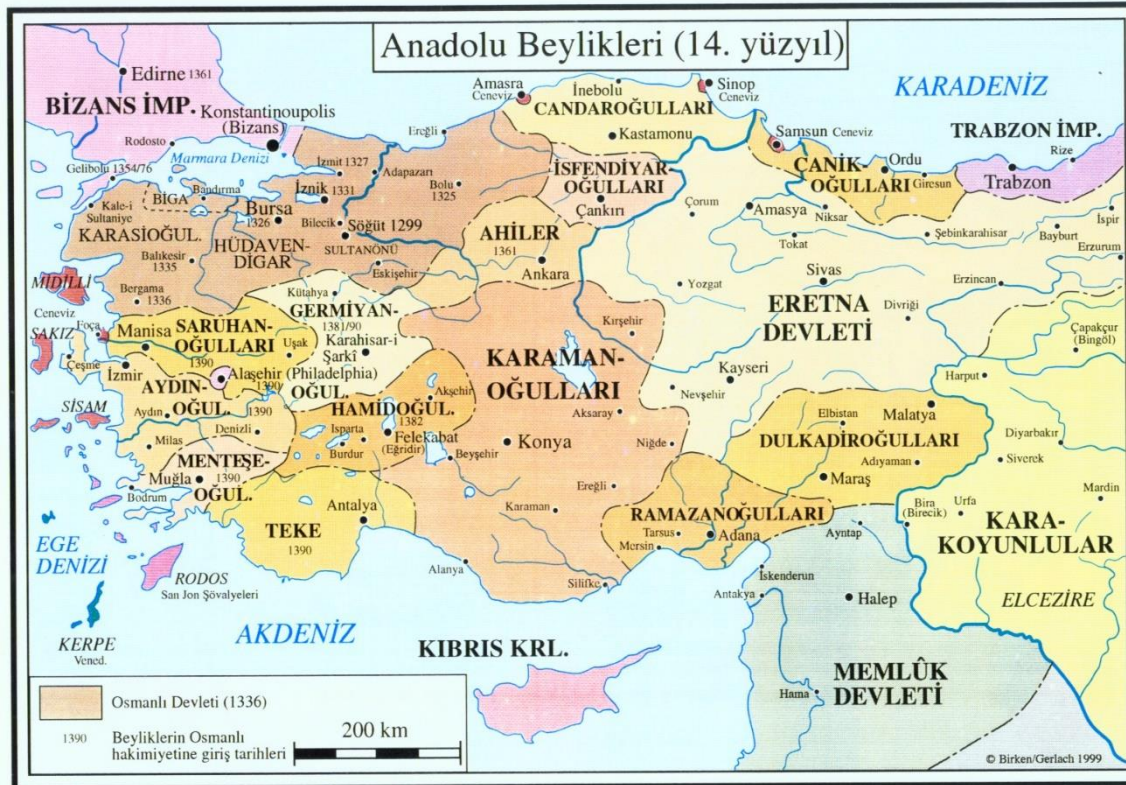 Anadolu Beylikleri (14. yüzyıl)
Edirne 1361
BİZANS İMP.
Konstantinoupolis
(Bizans)
Rodosto
Marmara Denizi
Gelibolu 1354/76
Ereğli
Amasra
Ceneviz
İnebolu
CANDAROĞULLARI
Kastamonu
Sinop
Ceneviz
KARADENİZ
Samsun Ceneviz
CANİK-
OĞULLARI
Ordu
Giresun
TRABZON İMP.
Rize
Trabzon
İzmit 1327
Adapazarı
Bolu
1325
İznik
1331
Bandırma
BİGA
Kale-i
Sultaniye
KARASİOĞUL.
Balıkesir
1335
Bergama
1336
Bursa
1326
Bilecik
Söğüt 1299
HÜDAVEN-
DİGAR
SULTANÖNÜ
Eskişehir
İSFENDİYAR-
OĞULLARI
Çankırı
AHİLER
1361
Ankara
Çorum
Amasya
Niksar
Tokat
Şebinkarahisar
Bayburt
İspir
Erzurum
Erzincan
Sivas
Yozgat
ERETNA
DEVLETİ
Divriği
Kırşehir
Kayseri
Nevşehir
MİDİLLİ
Ceneviz
SAKIZ
Foça
Çeşme
İzmir
Manisa
SARUHAN-
OĞULLARI
1390
Uşak
Kütahya
GERMİYAN-
1381/90
Karahisar-i
Şarkî
OĞUL.
Alaşehir (Philadelphia)
1390
AYDIN-
OĞUL.
1390
Aydın
Denizli
SİSAM
Milas
MENTEŞE-
1390
OĞUL.
Muğla
Bodrum
HAMİDOĞUL.
1382
Akşehir
Isparta
Burdur
Felekabat
(Eğridir)
Beyşehir
TEKE
1390
Antalya
KARAMAN-
OĞULLARI
Aksaray
Konya
Niğde
Ereğli
Karaman
Alanya
Silifke
RAMAZANOĞULLARI
Tarsus
Mersin
Adana
Elbistan
Malatya
DULKADİROĞULLARI
Adıyaman
Maraş
Çapakçur
(Bingöl)
Harput
Diyarbakır
Siverek
Mardin
Bira
(Birecik)
Urfa
Ayntap
KARA-
KOYUNLULAR
ELCEZİRE
İskenderun
Antakya
Halep
MEMLÛK
DEVLETİ
Hama
EGE
DENİZİ
RODOS
San Jon Şövalyeleri
KERPE
Vened.
AKDENİZ
KIBRIS KRL.
Osmanlı Devleti (1336)
1390 Beyliklerin Osmanlı
hakimiyetine giriş tarihleri
200 km
© Birken/Gerlach 1999